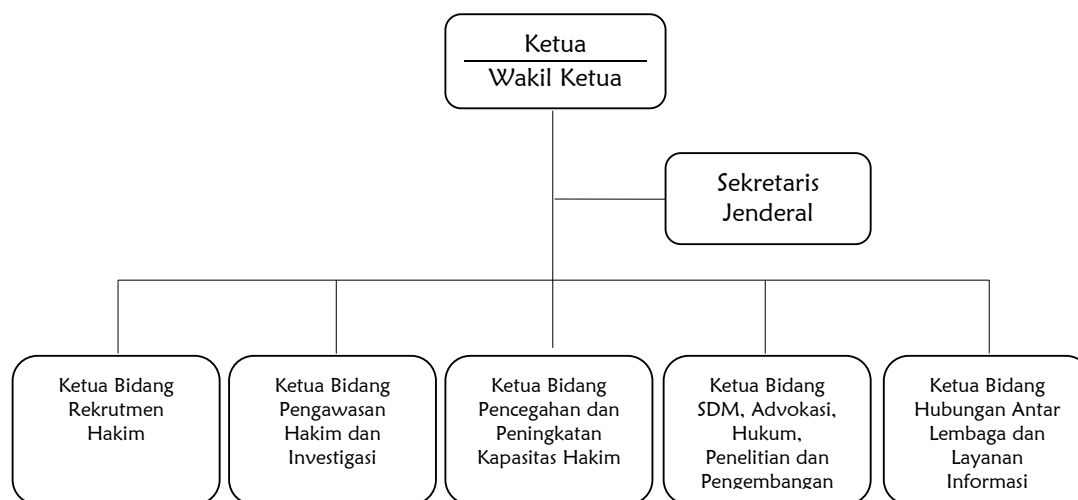 Ketua
Wakil Ketua
Sekretaris
Jenderal
Ketua Bidang
Rekrutmen
Hakim
Ketua Bidang
Pengawasan
Hakim dan
Investigasi
Ketua Bidang
Pencegahan dan
Peningkatan
Kapasitas Hakim
Ketua Bidang
SDM, Advokasi,
Hukum,
Penelitian dan
Pengembangan
Ketua Bidang
Hubungan Antar
Lembaga dan
Layanan
Informasi